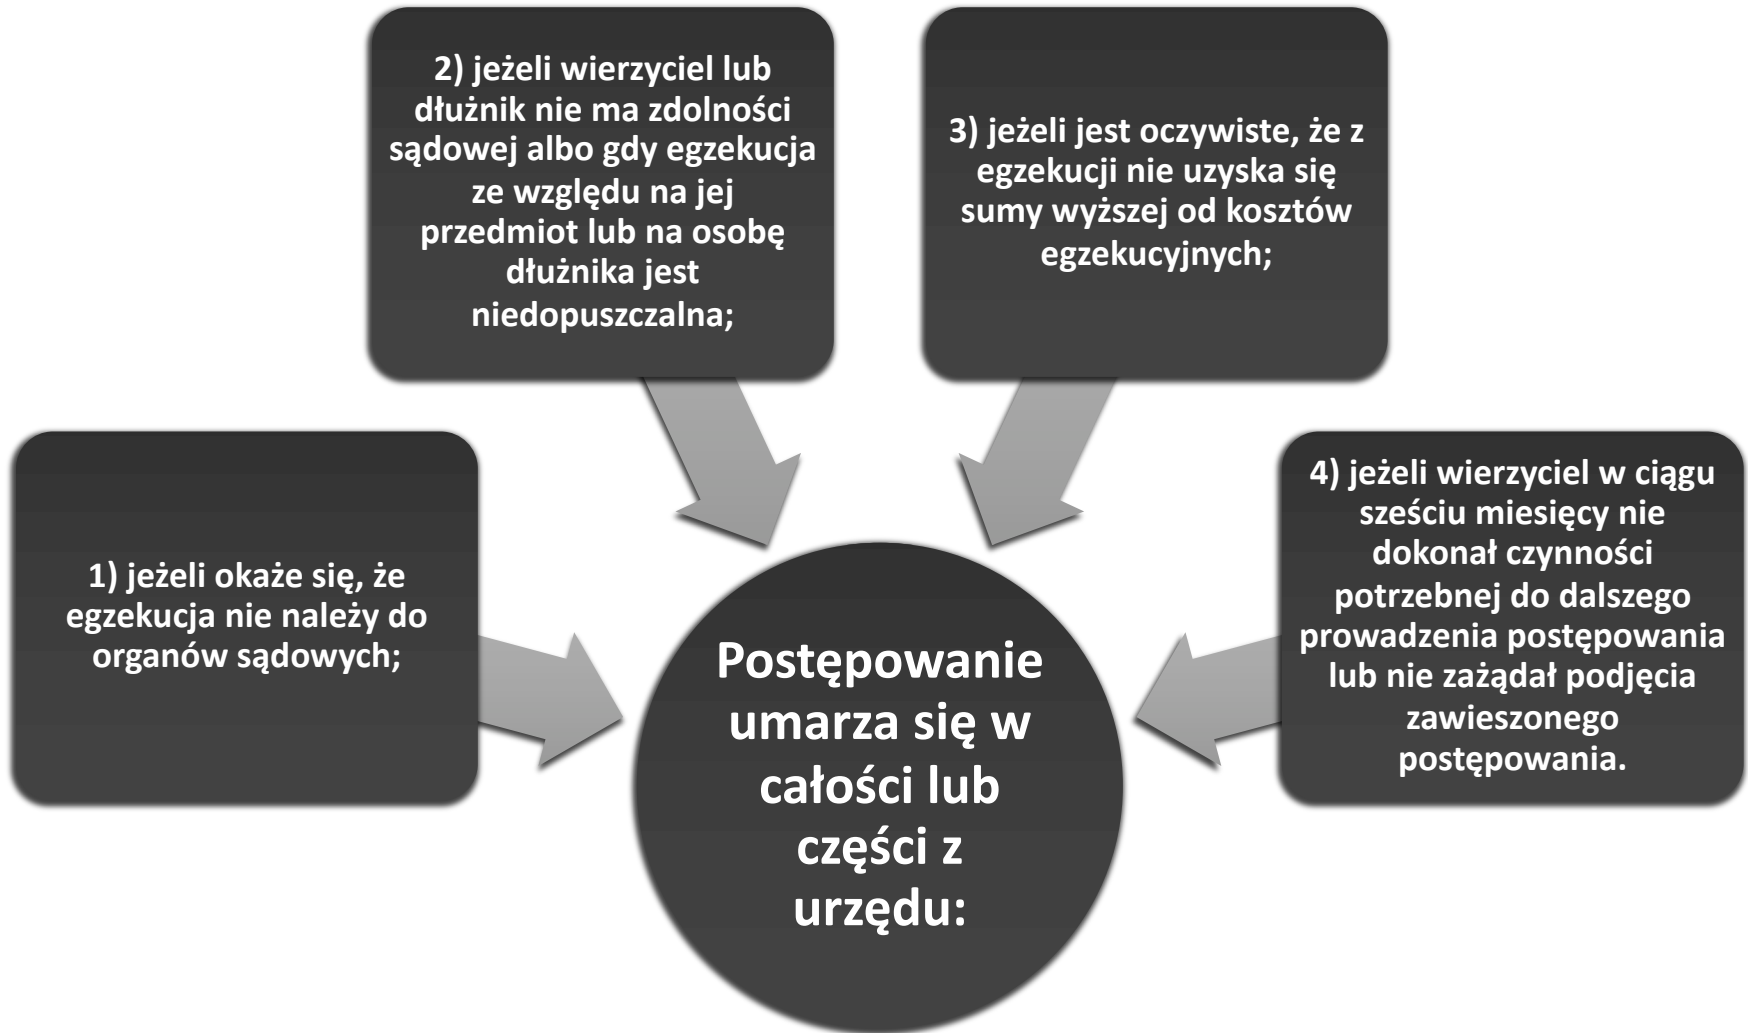 1) jeżeli okaże się, że
egzekucja nie należy do
organów sądowych;
2) jeżeli wierzyciel lub
dłużnik nie ma zdolności
sądowej albo gdy egzekucja
ze względu na jej
przedmiot lub na osobę
dłużnika jest
niedopuszczalna;
3) jeżeli jest oczywiste, że z
egzekucji nie uzyska się
sumy wyższej od kosztów
egzekucyjnych;
4) jeżeli wierzyciel w ciągu
sześciu miesięcy nie
dokonał czynności
potrzebnej do dalszego
prowadzenia postępowania
lub nie zażądał podjęcia
zawieszonego
postępowania.
Postępowanie
umarza się w
całości lub
części z
urzędu: